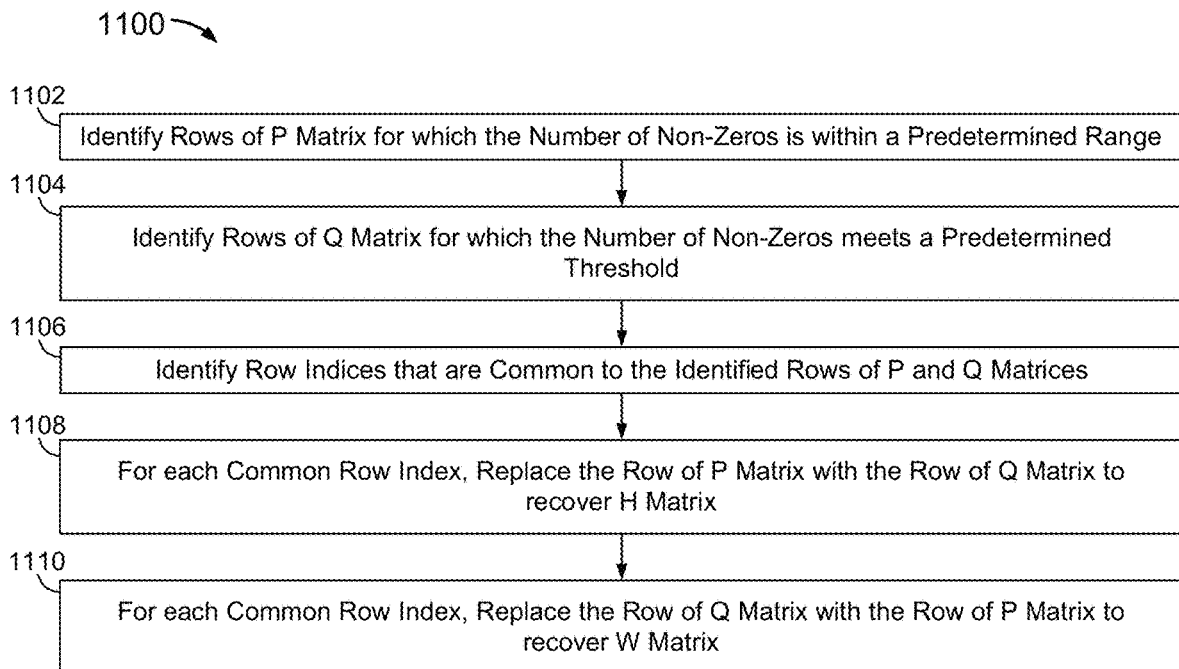 1100
1102
Identify Rows of P Matrix for which the Number of Non-Zeros is within a Predetermined Range
1104
Identify Rows of Q Matrix for which the Number of Non-Zeros meets a Predetermined
Threshold
1106
Identify Row Indices that are Common to the Identified Rows of P and Q Matrices
1108
For each Common Row Index, Replace the Row of P Matrix with the Row of Q Matrix to
recover H Matrix
1110
For each Common Row Index, Replace the Row of Q Matrix with the Row of P Matrix to
recover W Matrix